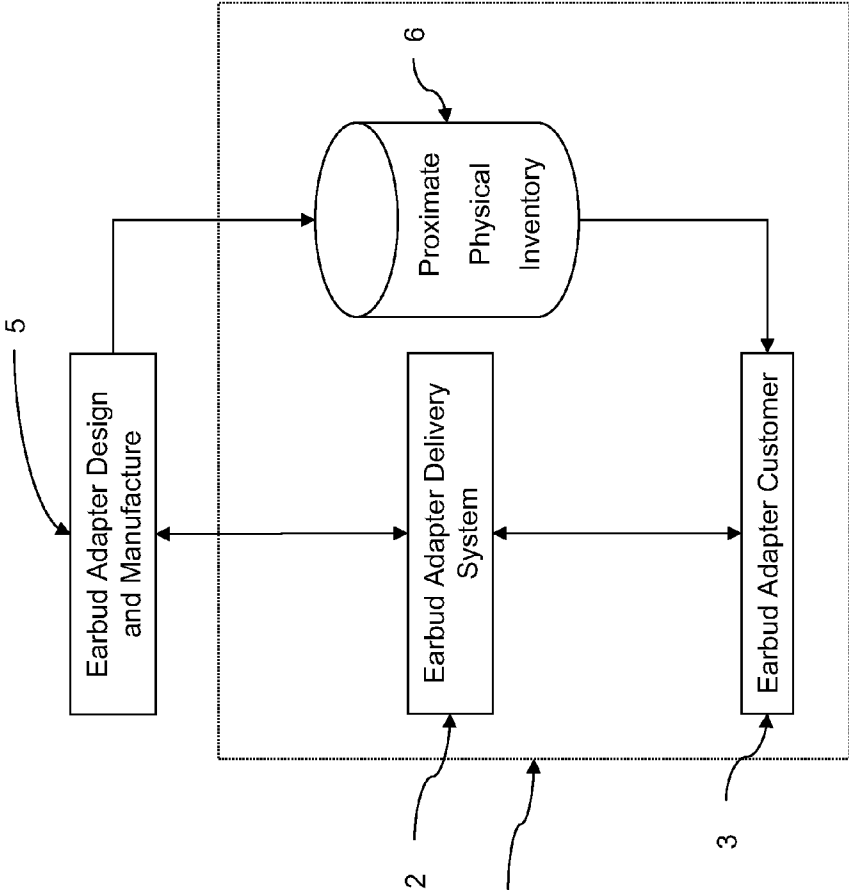 5
Earbud Adapter Design
and Manufacture
6
Proximate
Physical
Inventory
2
Earbud Adapter Delivery
System
3
Earbud Adapter Customer